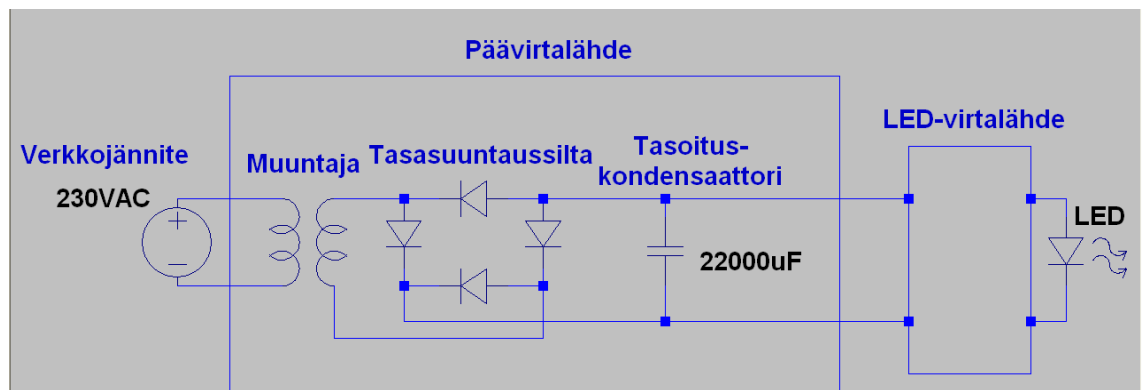 Päävirtalähde
LED-virtalähde
Verkkojännite
230VAC
Muuntaja
Tasasuuntaussilta
Tasoitus-
kondensaattori
22000uF
LED